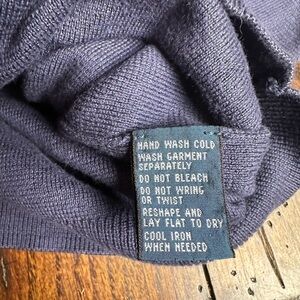 HAND WASH COLD
WASH GARMENT
SEPARATELY
DO NOT BLEACH
DO NOT WRING
OR TWIST
RESHAPE AND
LAY FLAT TO DRY
COOL IRON
WHEN NEEDED